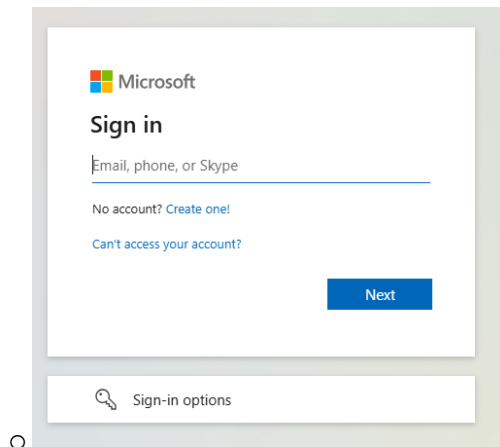 Microsoft
Sign in
Email, phone, or Skype
No account? Create one!
Can't access your account?
Next
Sign-in options